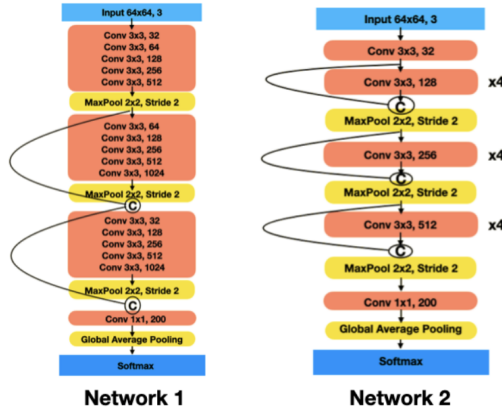 Input 64x64, 3
Conv 3x3, 32
Conv 3x3, 64
Conv 3x3, 128
Conv 3x3, 256
Conv 3x3, 512
MaxPool 2x2, Stride 2
Conv 3x3, 64
Conv 3x3, 128
Conv 3x3, 256
Conv 3x3, 512
Conv 3x3, 1024
MaxPool 2x2, Stride 2
C
Conv 3x3, 32
Conv 3x3, 128
Conv 3x3, 256
Conv 3x3, 512
Conv 3x3, 1024
MaxPool 2x2, Stride 2
C
Conv 1x1, 200
Global Average Pooling
Softmax
Network 1
Input 64x64, 3
Conv 3x3, 32
Conv 3x3, 128
x4
C
MaxPool 2x2, Stride 2
Conv 3x3, 256
x4
C
MaxPool 2x2, Stride 2
Conv 3x3, 512
x4
C
MaxPool 2x2, Stride 2
Conv 1x1, 200
Global Average Pooling
Softmax
Network 2